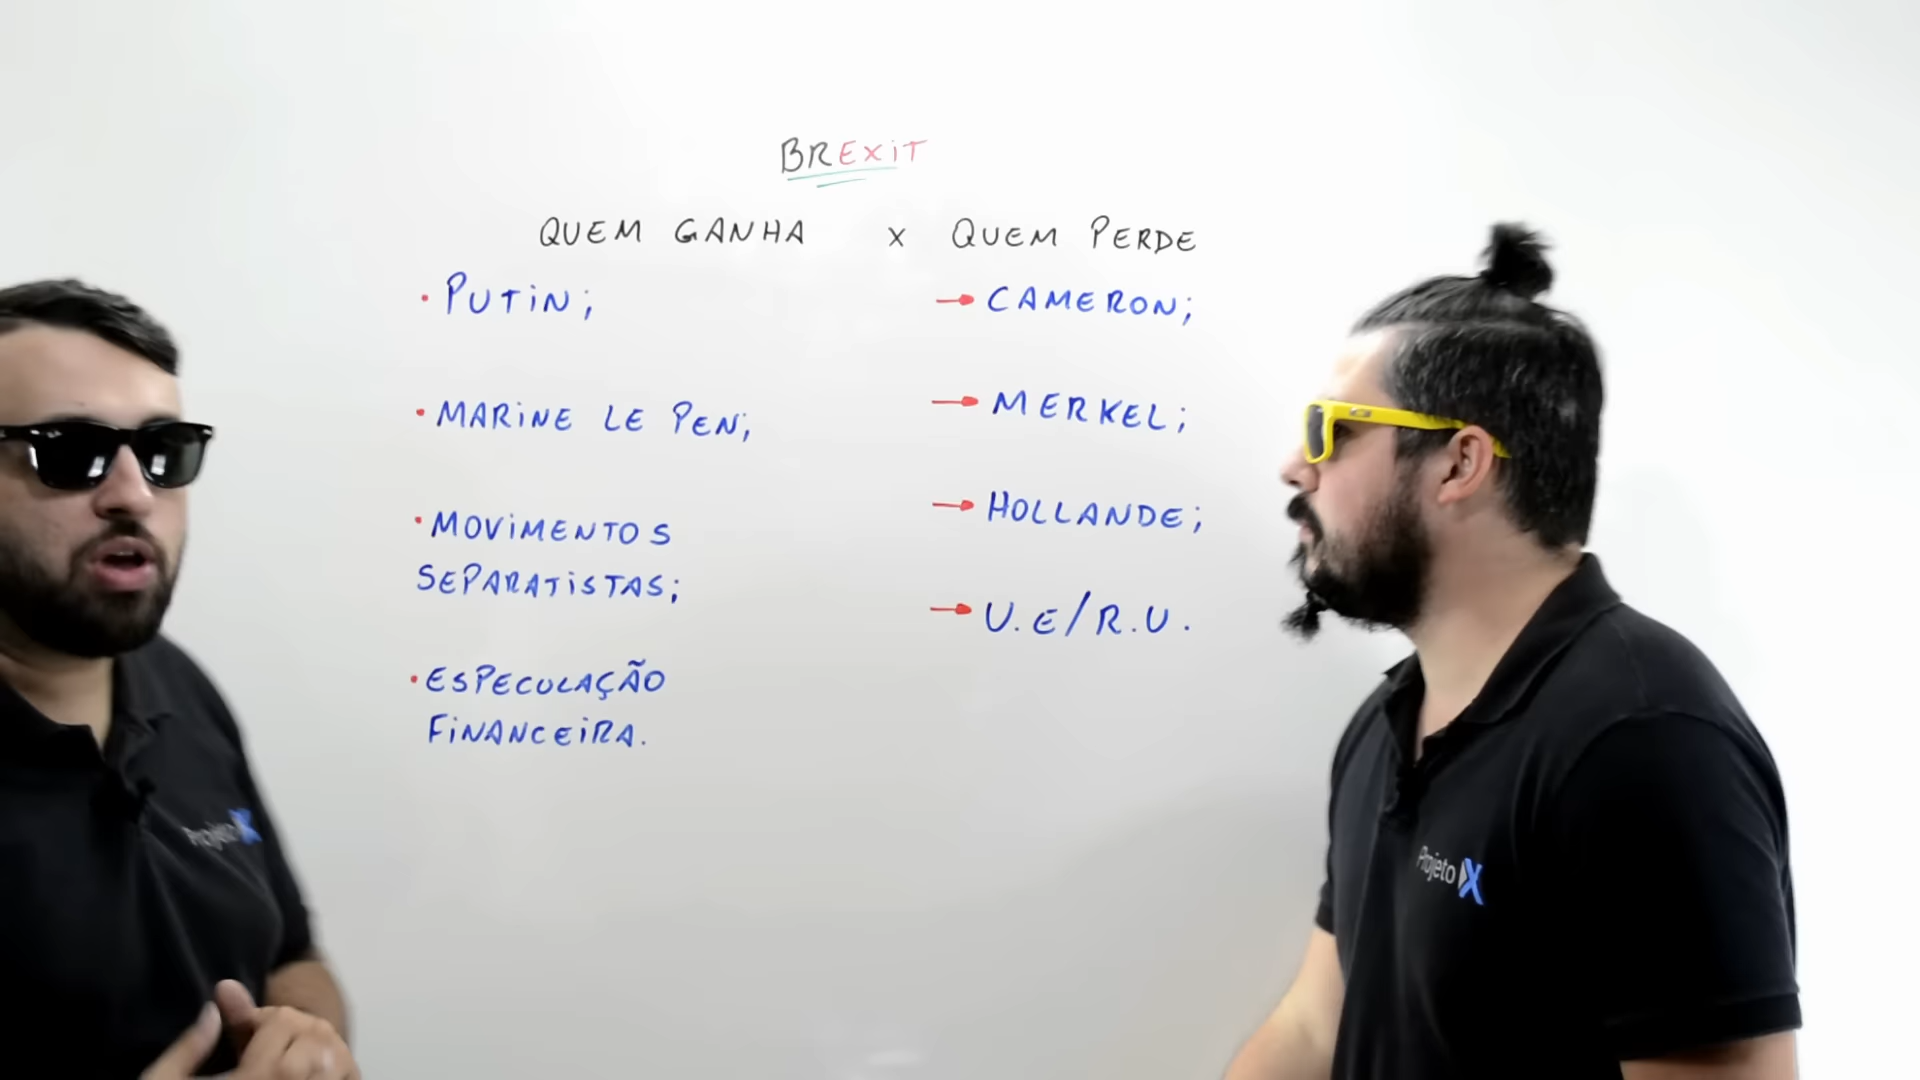 BREXIT
QUEM GANHA x QUEM PERDE
• PUTIN;
• MARINE LE PEN;
• MOVIMENTOS
SEPARATISTAS;
• ESPECULAÇÃO
FINANCEIRA.
→ CAMERON;
→ MERKEL;
→ HOLLANDE;
→ U.E/R.U.
Projeto X
Projeto X